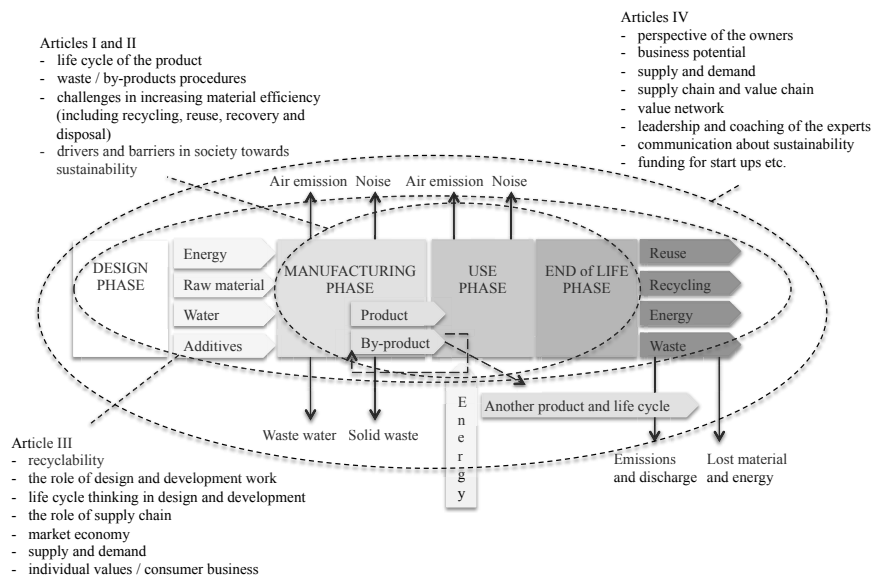 Articles I and II
- life cycle of the product
- waste / by-products procedures
- challenges in increasing material efficiency
(including recycling, reuse, recovery and
disposal)
- drivers and barriers in society towards
sustainability
Articles IV
- perspective of the owners
- business potential
- supply and demand
- supply chain and value chain
- value network
- leadership and coaching of the experts
- communication about sustainability
- funding for start ups etc.
Air emission
Noise
Air emission
Noise
DESIGN
PHASE
Energy
Raw material
Water
Additives
MANUFACTURING
PHASE
Product
By-product
USE
PHASE
END of LIFE
PHASE
Reuse
Recycling
Energy
Waste
Waste water
Solid waste
Energy
Another product and life cycle
Emissions
and discharge
Lost material
and energy
Article III
- recyclability
- the role of design and development work
- life cycle thinking in design and development
- the role of supply chain
- market economy
- supply and demand
- individual values / consumer business